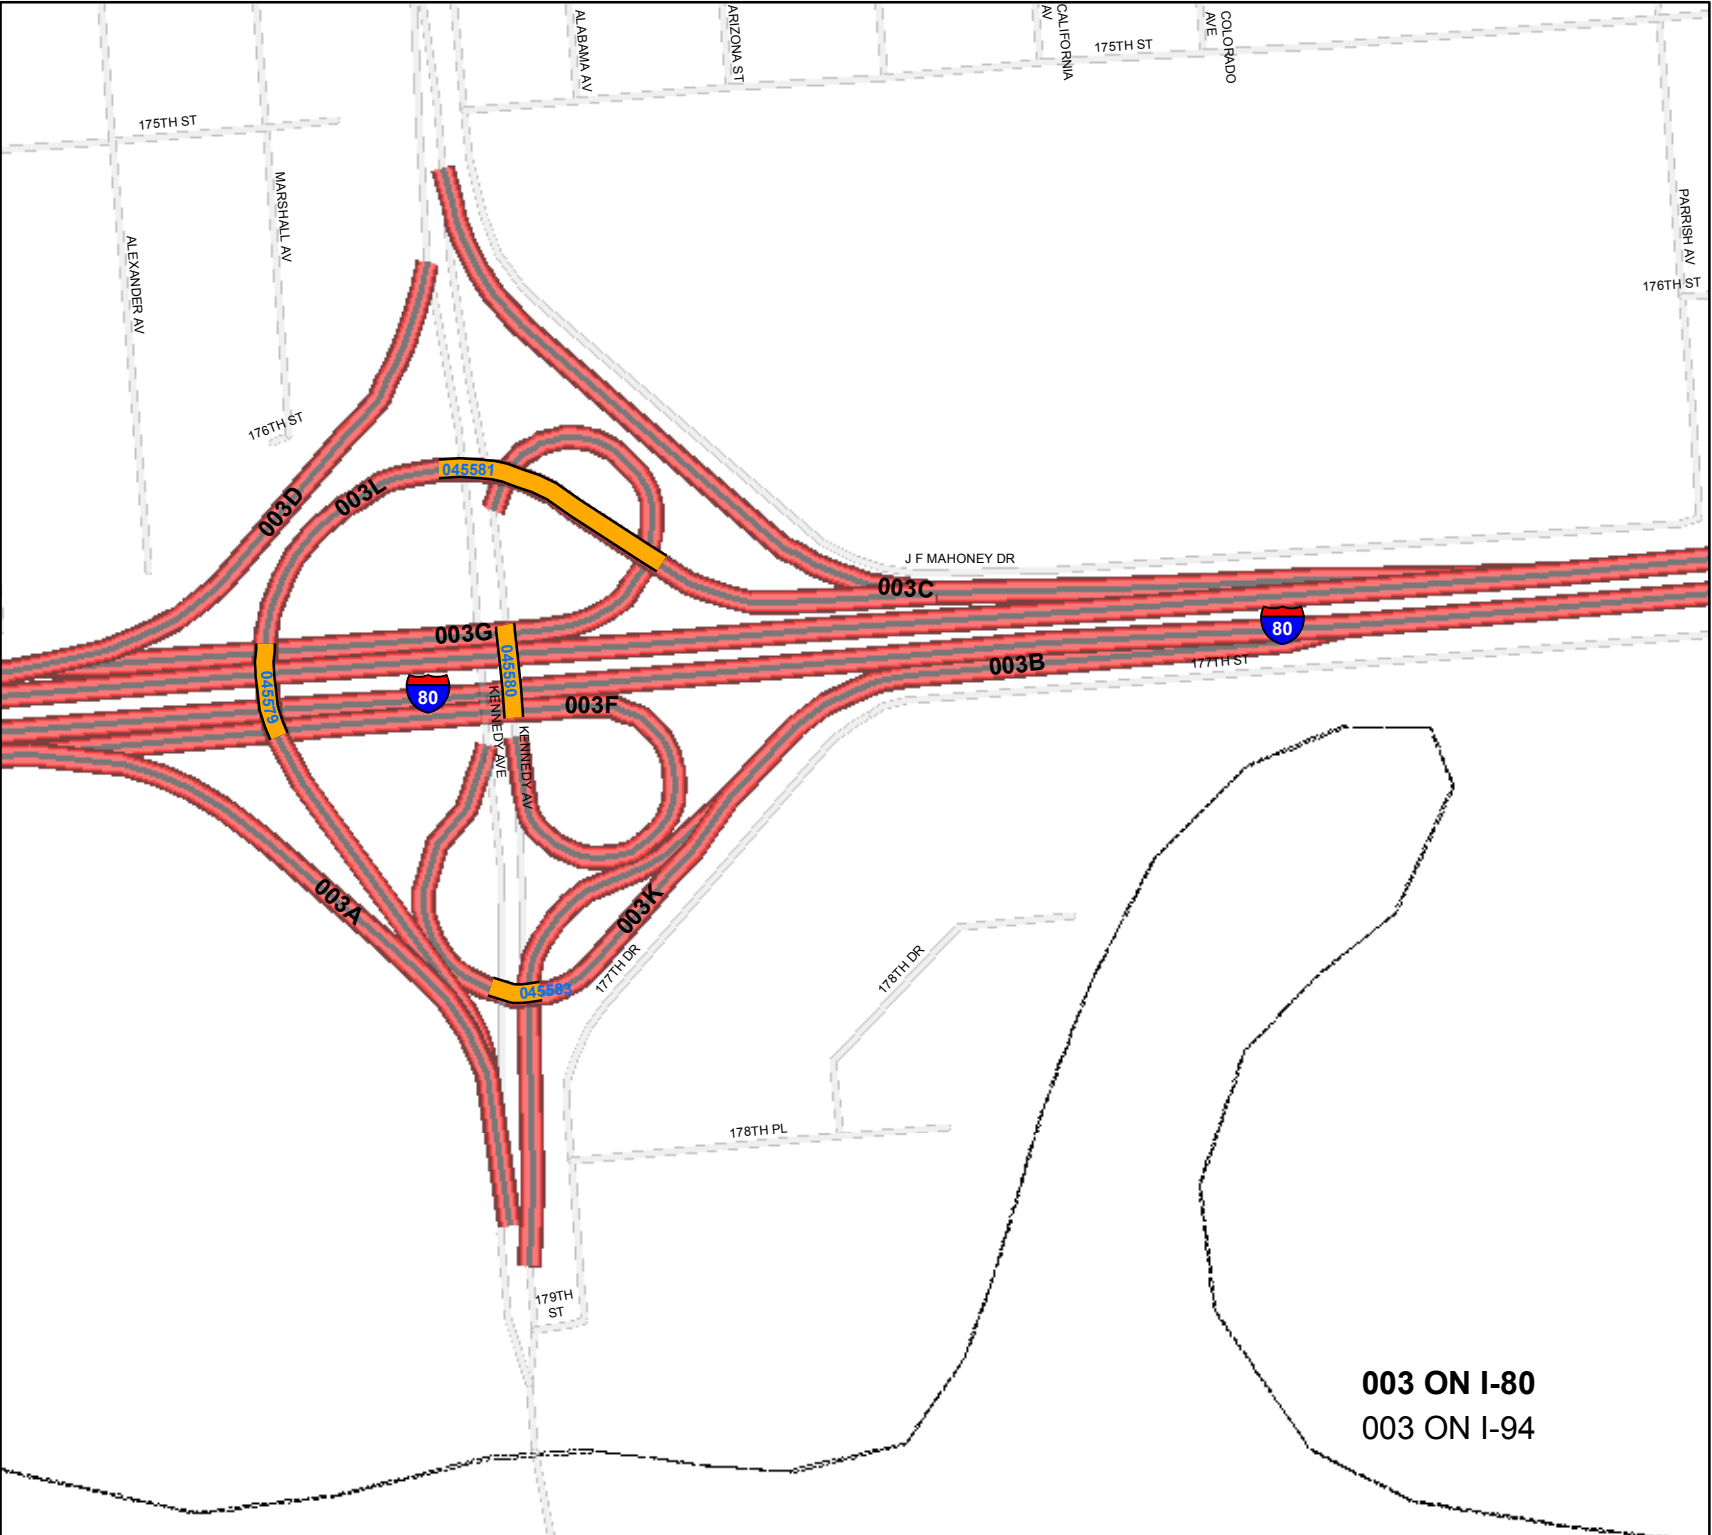 ALABAMA AV
ARIZONA ST
CALIFORNIA
AV
COLORADO
AVE
175TH ST
175TH ST
MARSHALL AV
ALEXANDER AV
PARRISH AV
176TH ST
176TH ST
045581
003D
003L
J F MAHONEY DR
003C
80
003G
045580
003B
177TH ST
045579
80
003F
KENNEDY AVE
KENNEDY AV
003A
003K
177TH DR
178TH DR
045583
178TH PL
179TH
ST
003 ON I-80
003 ON I-94